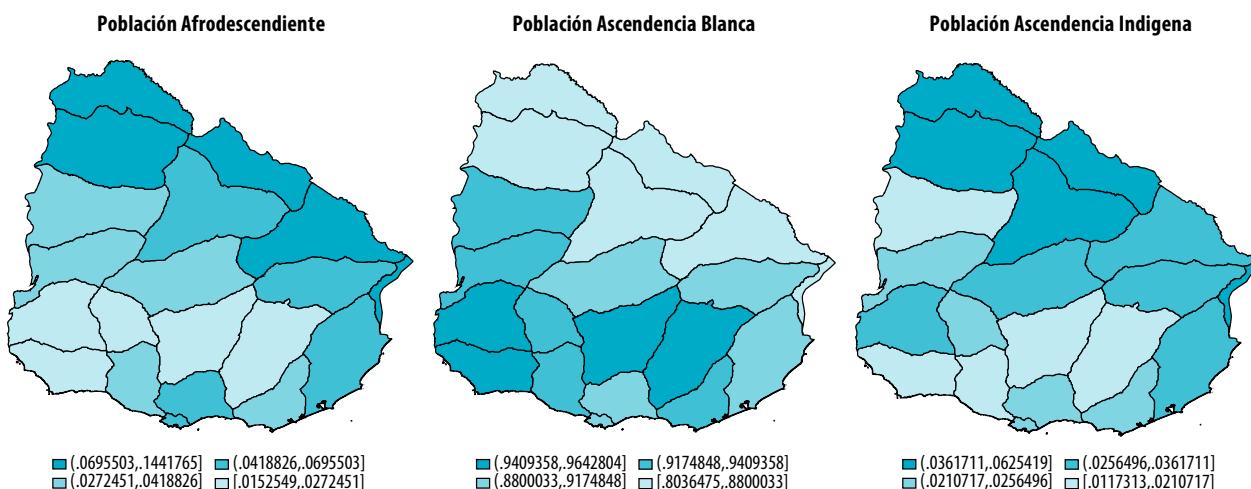 Población Afrodescendiente
Población Ascendencia Blanca
Población Ascendencia Indigena
(.0695503,.1441765] (.0418826,.0695503]
(.0272451,.0418826] [.0152549,.0272451]
(.9409358,.9642804] (.9174848,.9409358]
(.8800033,.9174848] [.8036475,.8800033]
(.0361711,.0625419] (.0256496,.0361711]
(.0210717,.0256496] [.0117313,.0210717]